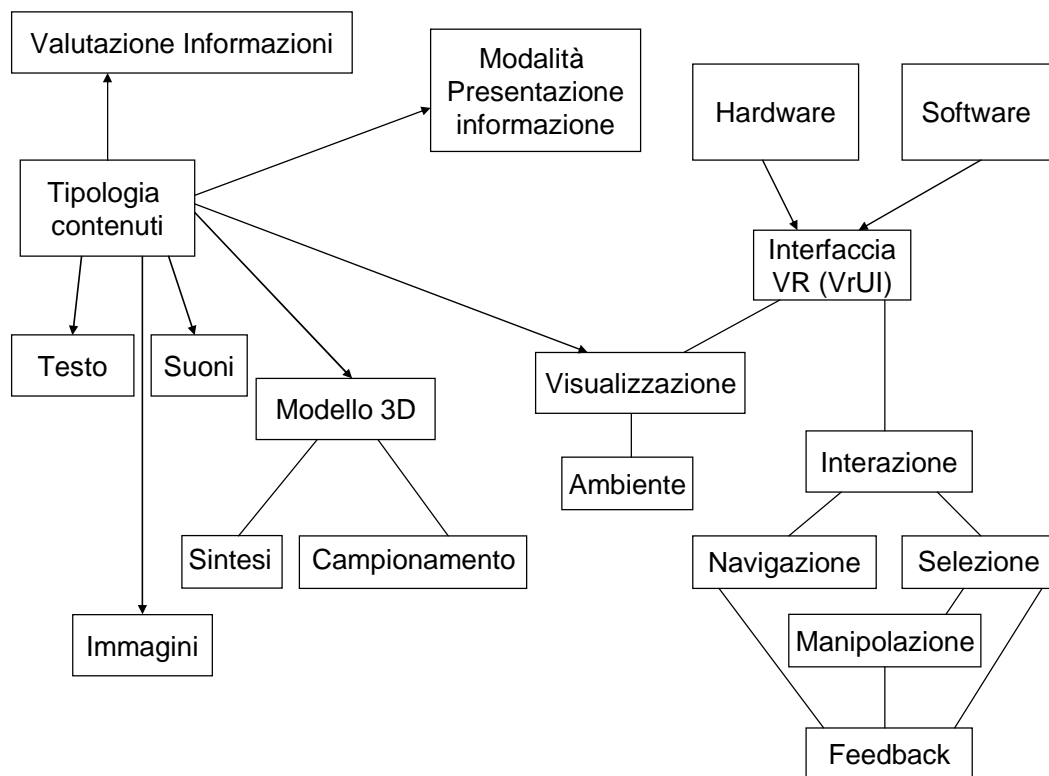 Valutazione Informazioni
Modalità
Presentazione
informazione
Hardware
Software
Tipologia
contenuti
Interfaccia
VR (VrUI)
Testo
Suoni
Visualizzazione
Modello 3D
Interazione
Ambiente
Sintesi
Campionamento
Navigazione
Selezione
Immagini
Manipolazione
Feedback